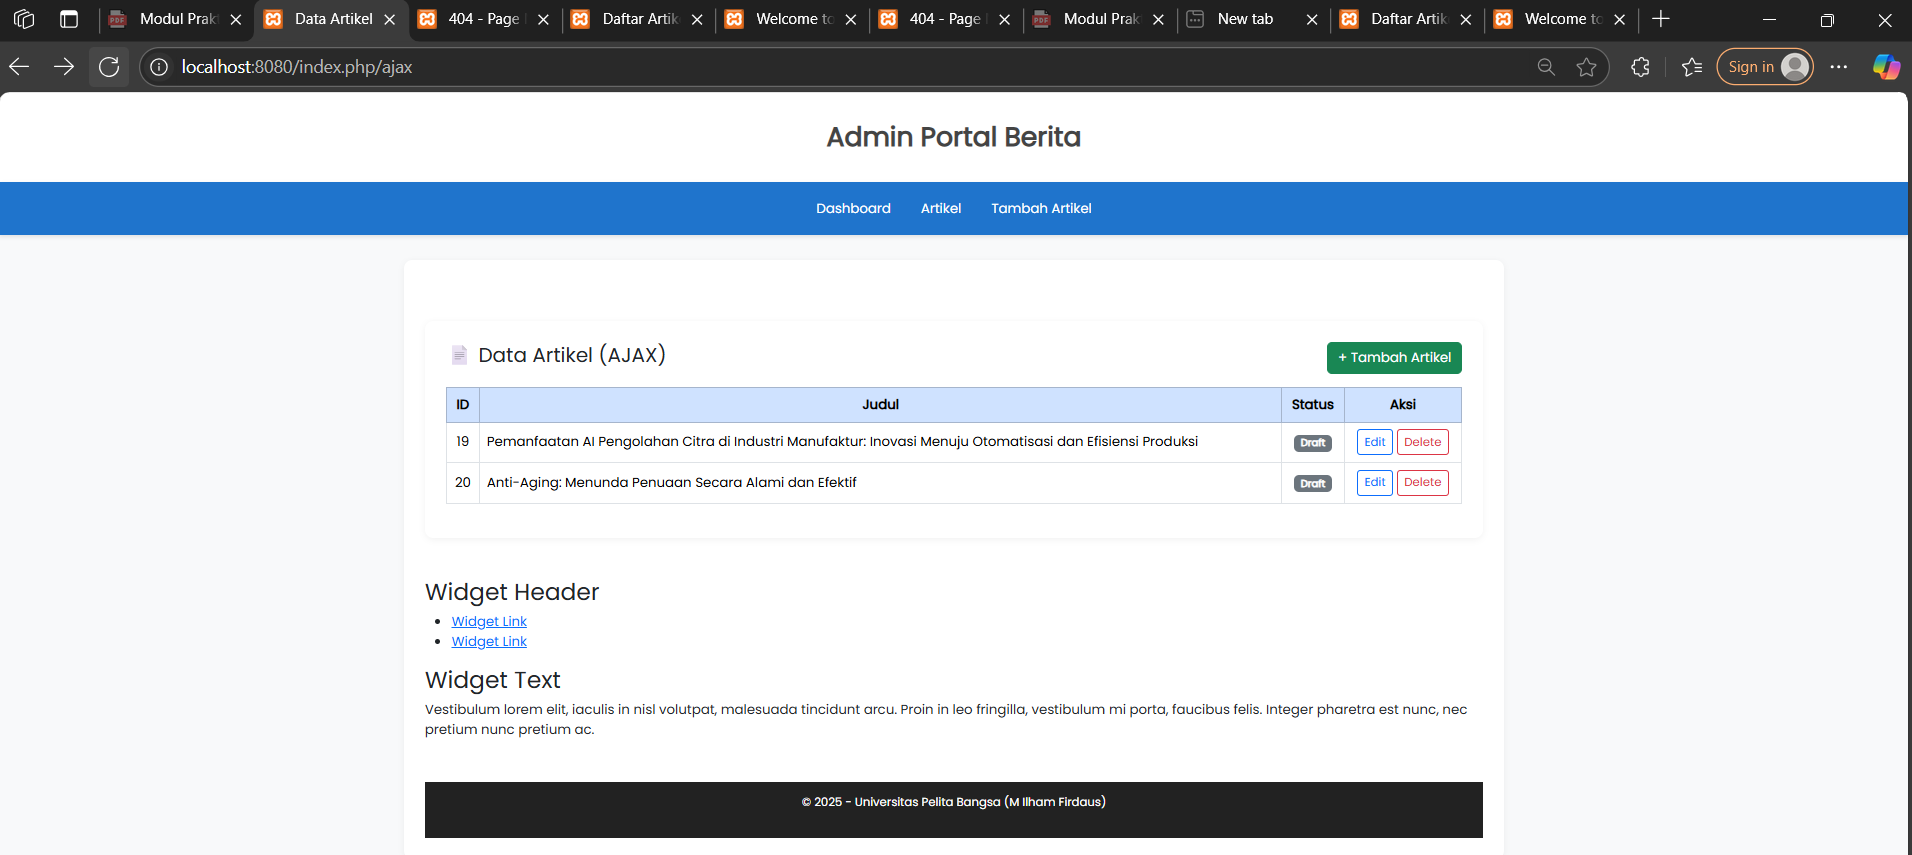 Modul Prak
Data Artikel
404 - Page
Daftar Artik
Welcome to
404 - Page
Modul Prak
New tab
Daftar Artik
Welcome to
localhost:8080/index.php/ajax
Sign in
Admin Portal Berita
Dashboard Artikel Tambah Artikel
Data Artikel (AJAX)
+ Tambah Artikel
ID Judul Status Aksi
19 Pemanfaatan AI Pengolahan Citra di Industri Manufaktur: Inovasi Menuju Otomatisasi dan Efisiensi Produksi Draft Edit Delete
20 Anti-Aging: Menunda Penuaan Secara Alami dan Efektif Draft Edit Delete
Widget Header
Widget Link
Widget Link
Widget Text
Vestibulum lorem elit, iaculis in nisl volutpat, malesuada tincidunt arcu. Proin in leo fringilla, vestibulum mi porta, faucibus felis. Integer pharetra est nunc, nec
pretium nunc pretium ac.
© 2025 - Universitas Pelita Bangsa (M Ilham Firdaus)